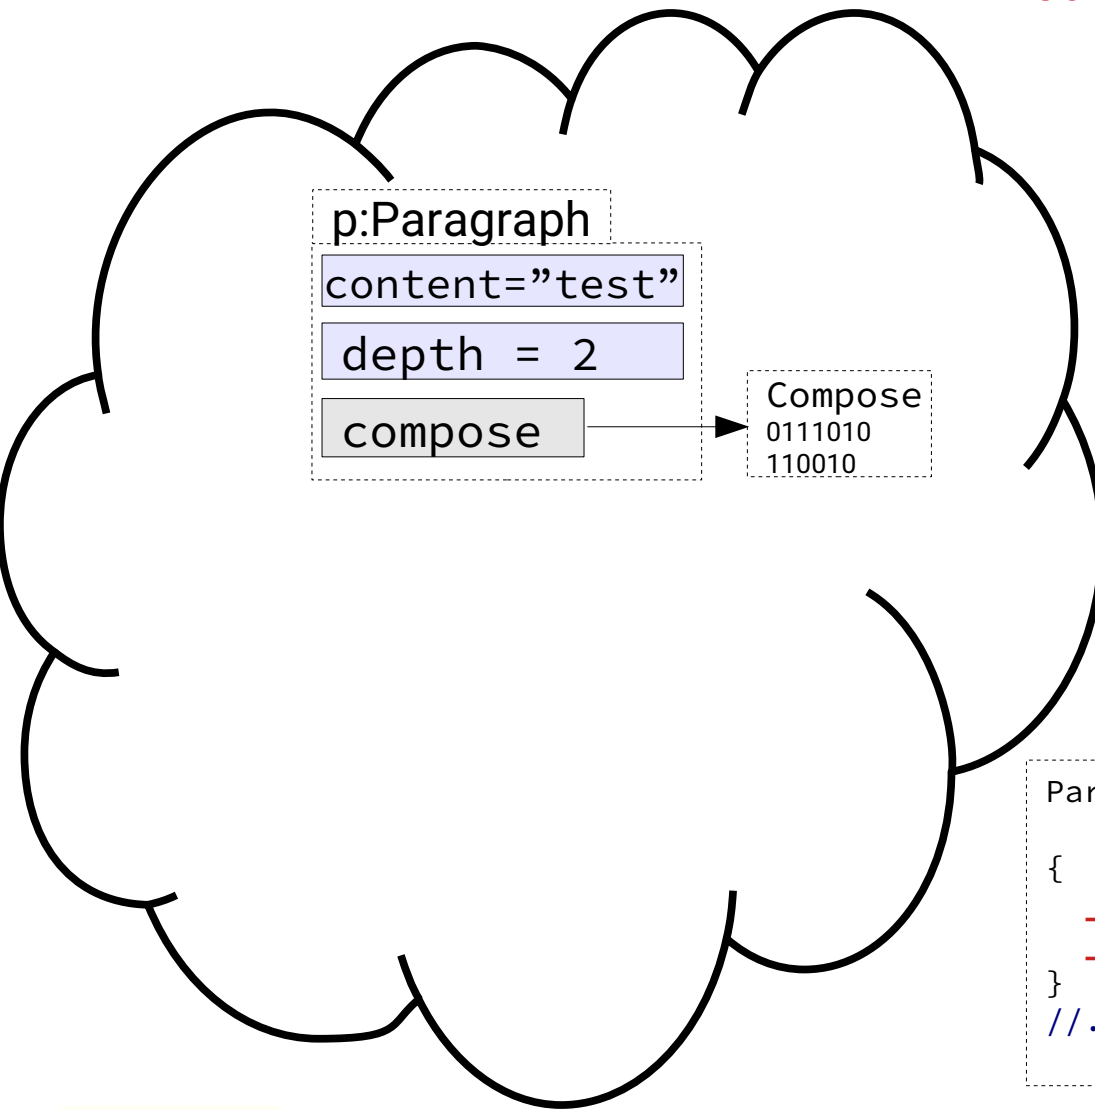 p:Paragraph
content=”test”
depth = 2
compose
Compose
0111010
110010
Par
{
}
//.